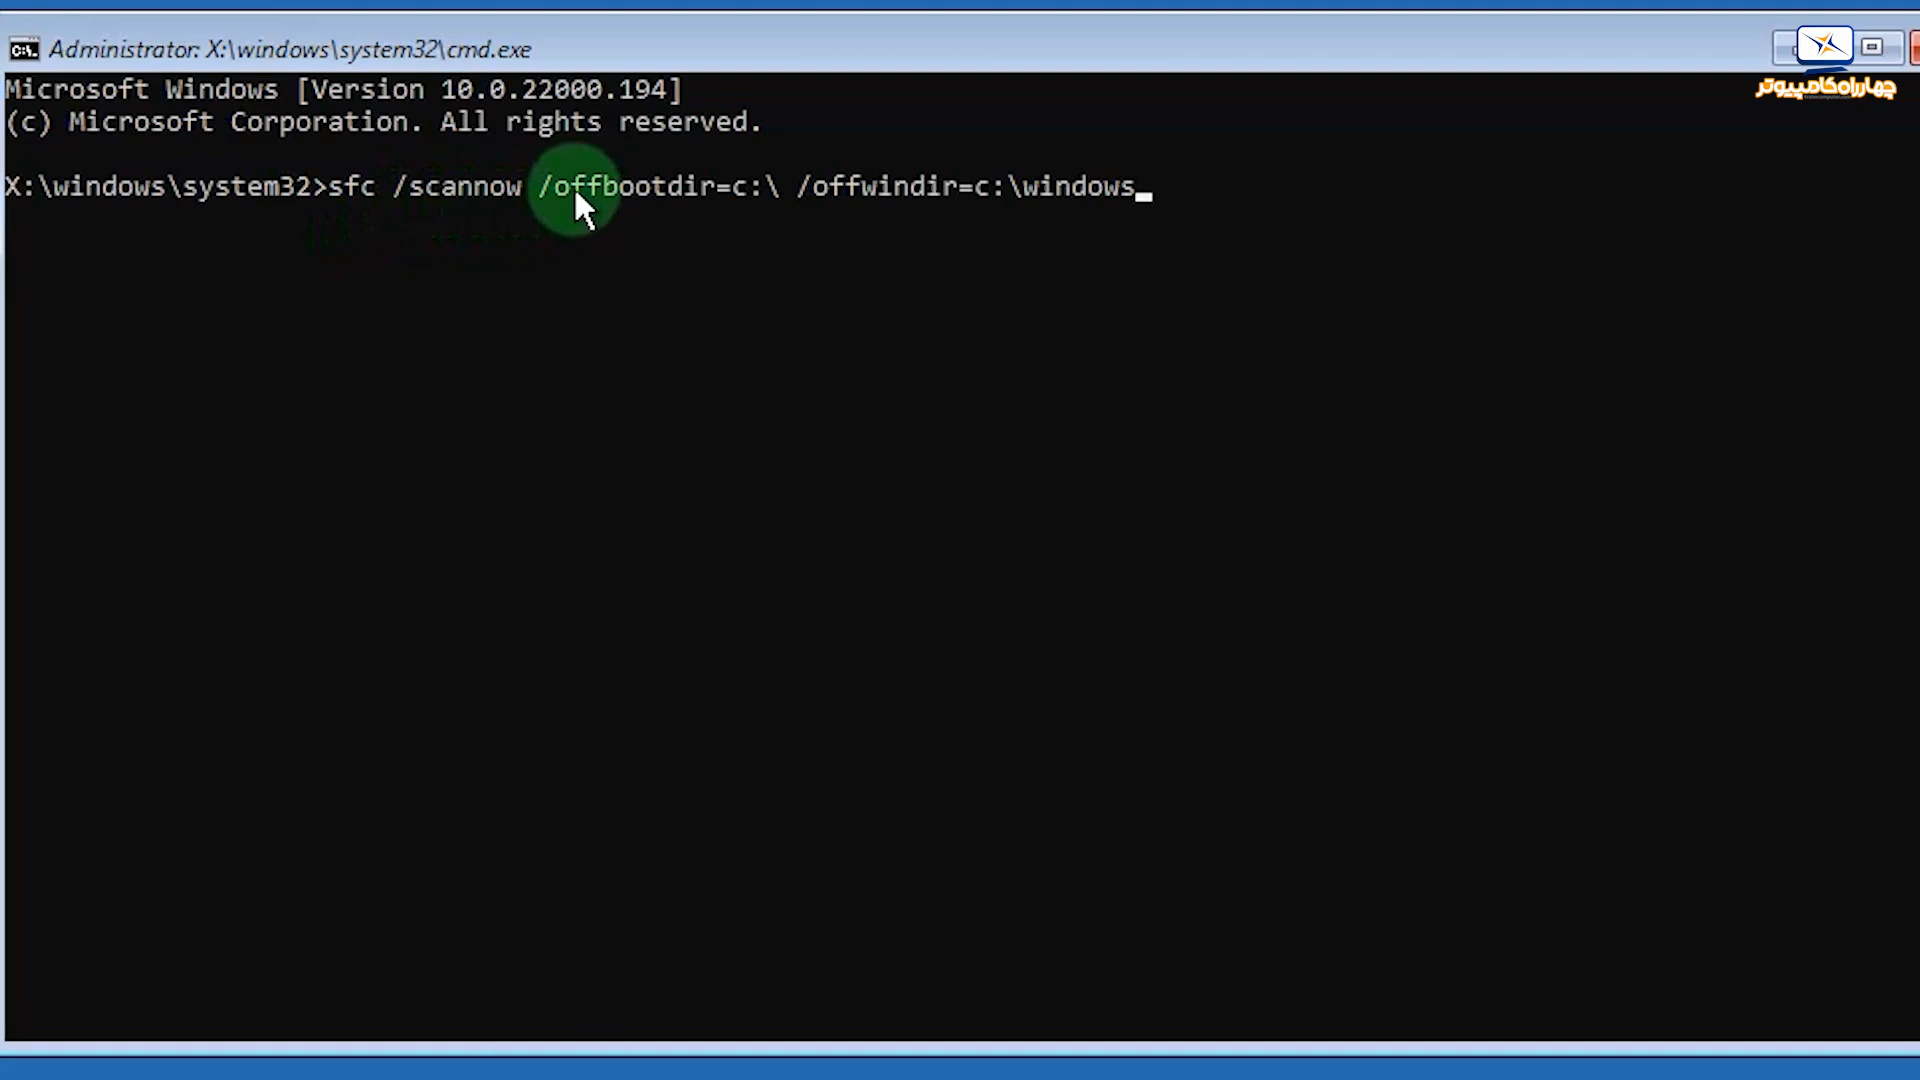 Administrator: X:\windows\system32\cmd.exe
چهارراه کامپیوتر
Microsoft Windows [Version 10.0.22000.194]
(c) Microsoft Corporation. All rights reserved.
X:\windows\system32>sfc /scannow /offbootdir=c:\ /offwindir=c:\windows